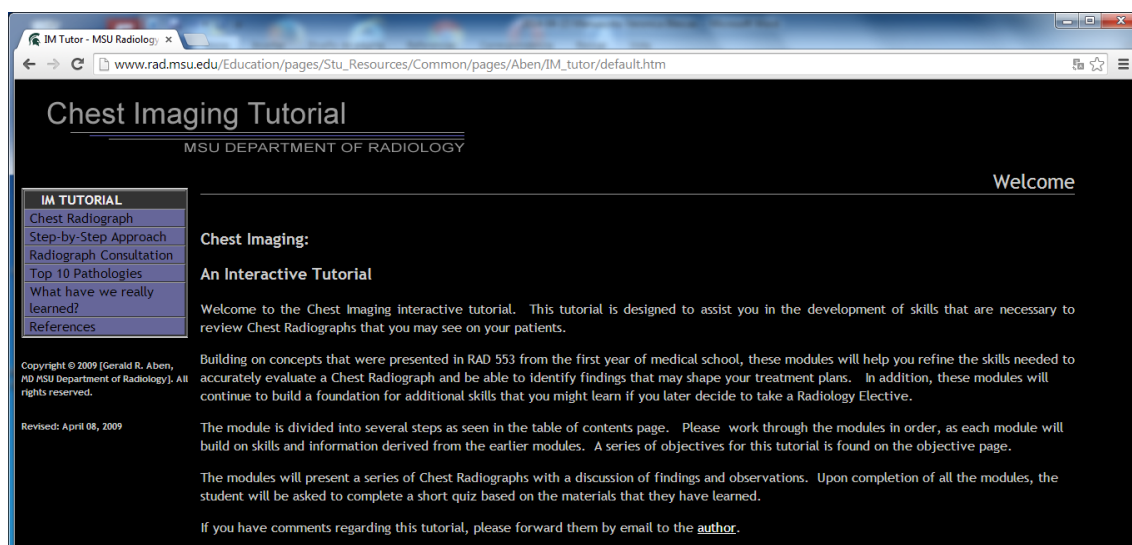 IM Tutor - MSU Radiology
www.rad.msu.edu/Education/pages/Stu_Resources/Common/pages/Aben/IM_tutor/default.htm
Chest Imaging Tutorial
MSU DEPARTMENT OF RADIOLOGY
Welcome
IM TUTORIAL
Chest Radiograph
Step-by-Step Approach
Radiograph Consultation
Top 10 Pathologies
What have we really
learned?
References
Copyright © 2009 [Gerald R. Aben,
MD MSU Department of Radiology]. All
rights reserved.
Revised: April 08, 2009
Chest Imaging:
An Interactive Tutorial
Welcome to the Chest Imaging interactive tutorial.  This tutorial is designed to assist you in the development of skills that are necessary to
review Chest Radiographs that you may see on your patients.
Building on concepts that were presented in RAD 553 from the first year of medical school, these modules will help you refine the skills needed to
accurately evaluate a Chest Radiograph and be able to identify findings that may shape your treatment plans.  In addition, these modules will
continue to build a foundation for additional skills that you might learn if you later decide to take a Radiology Elective.
The module is divided into several steps as seen in the table of contents page.  Please  work through the modules in order, as each module will
build on skills and information derived from the earlier modules.  A series of objectives for this tutorial is found on the objective page.
The modules will present a series of Chest Radiographs with a discussion of findings and observations.  Upon completion of all the modules, the
student will be asked to complete a short quiz based on the materials that they have learned.
If you have comments regarding this tutorial, please forward them by email to the author.